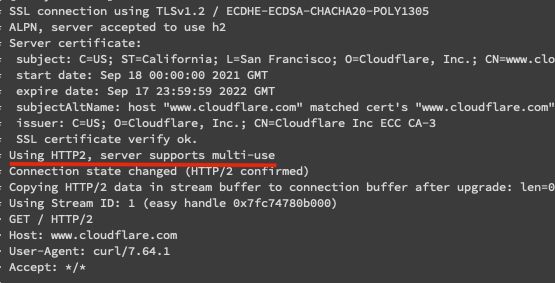 * SSL connection using TLSv1.2 / ECDHE-ECDSA-CHACHA20-POLY1305
* ALPN, server accepted to use h2
* Server certificate:
*  subject: C=US; ST=California; L=San Francisco; O=Cloudflare, Inc.; CN=www.clo
*  start date: Sep 18 00:00:00 2021 GMT
*  expire date: Sep 17 23:59:59 2022 GMT
*  subjectAltName: host "www.cloudflare.com" matched cert's "www.cloudflare.com"
*  issuer: C=US; O=Cloudflare, Inc.; CN=Cloudflare Inc ECC CA-3
*  SSL certificate verify ok.
* Using HTTP2, server supports multi-use
* Connection state changed (HTTP/2 confirmed)
* Copying HTTP/2 data in stream buffer to connection buffer after upgrade: len=0
* Using Stream ID: 1 (easy handle 0x7fc74780b000)
> GET / HTTP/2
> Host: www.cloudflare.com
> User-Agent: curl/7.64.1
> Accept: */*